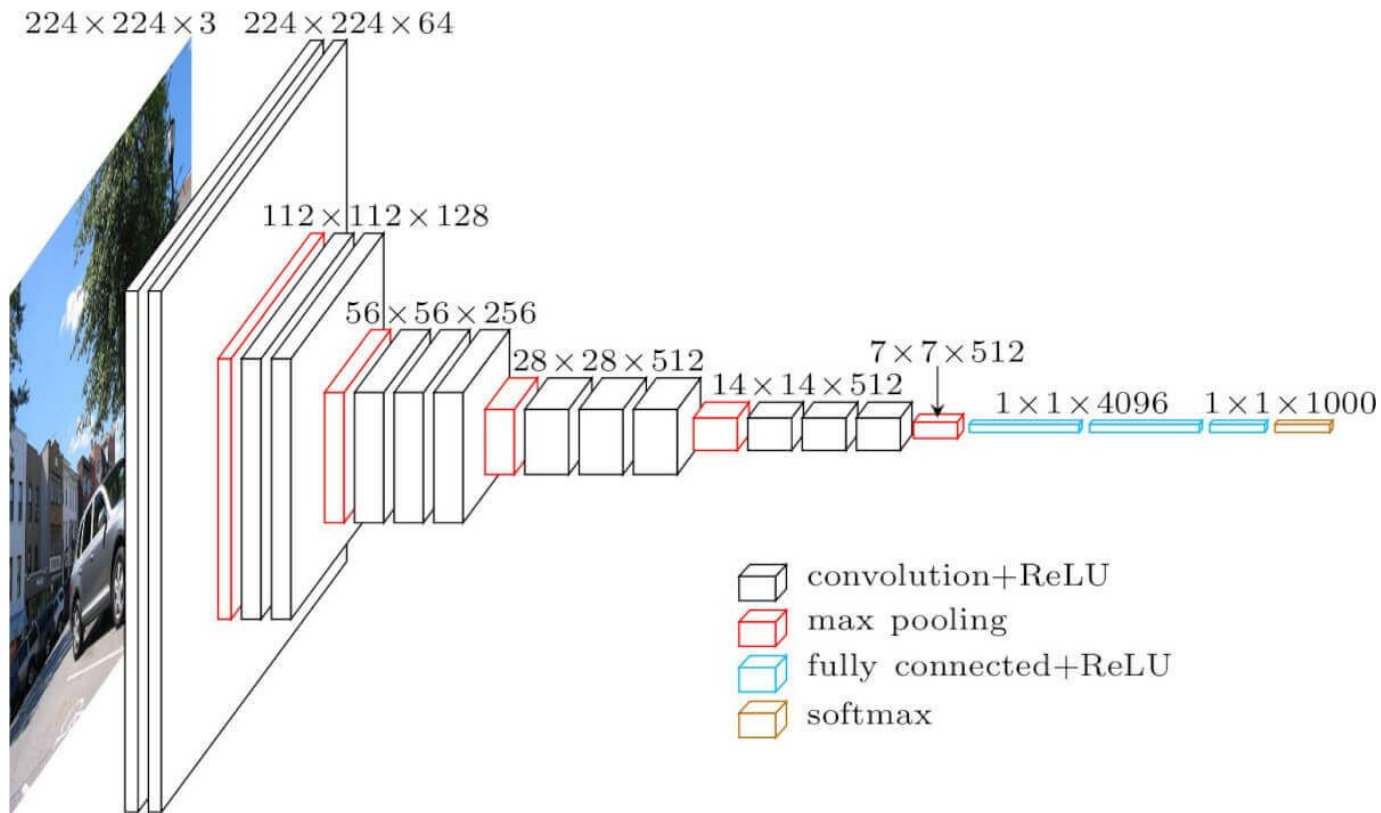 224 × 224 × 3
224 × 224 × 64
112 × 112 × 128
56 × 56 × 256
28 × 28 × 512
14 × 14 × 512
7 × 7 × 512
1 × 1 × 4096
1 × 1 × 1000
convolution+ReLU
max pooling
fully connected+ReLU
softmax